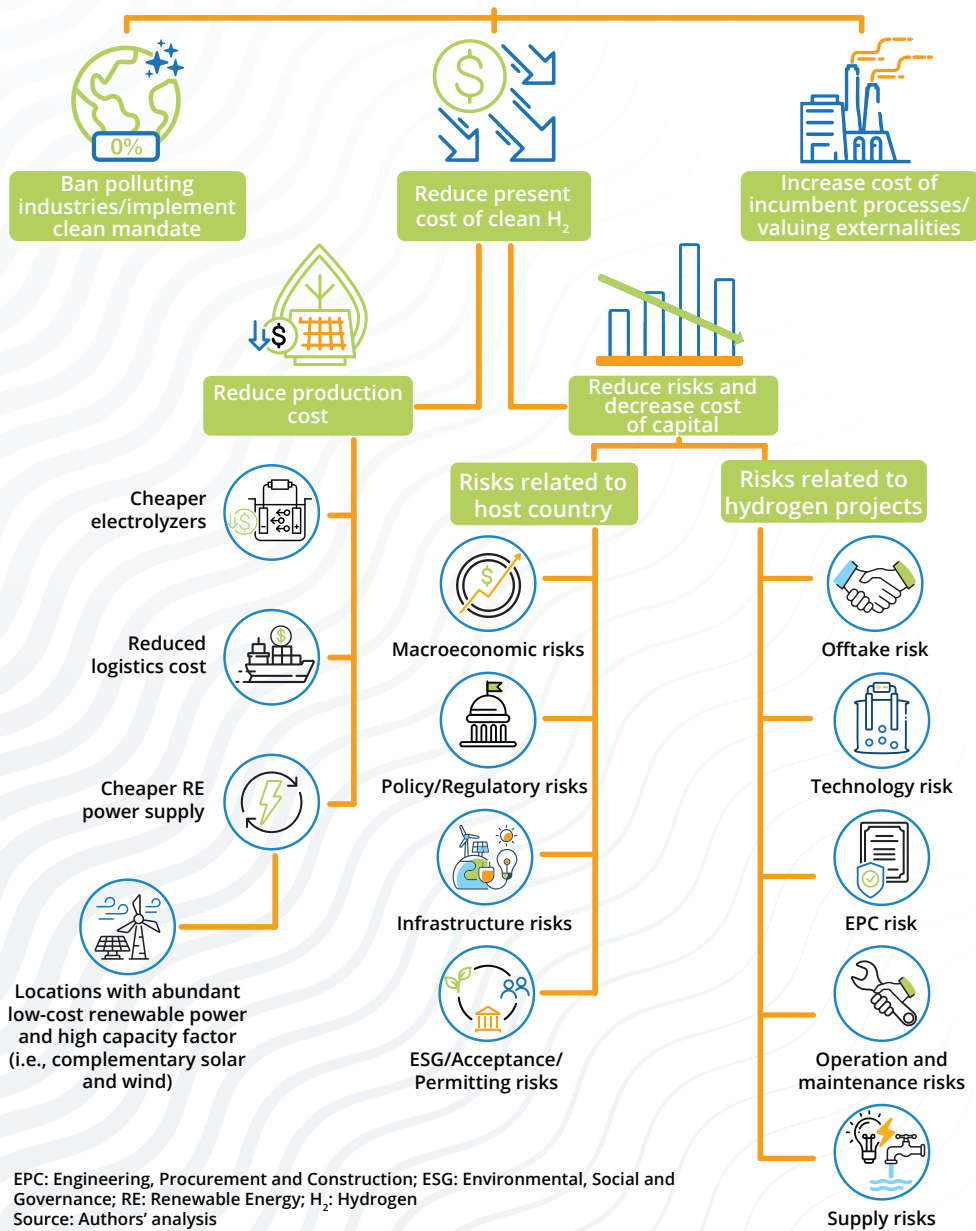 0%
Ban polluting
industries/implement
clean mandate
$
Reduce present
cost of clean H₂
Increase cost of
incumbent processes/
valuing externalities
$
Reduce production
cost
Reduce risks and
decrease cost
of capital
Cheaper
electrolyzers
$
Reduced
logistics cost
$
Cheaper RE
power supply
Locations with abundant
low-cost renewable power
and high capacity factor
(i.e., complementary solar
and wind)
Risks related to
host country
$
Macroeconomic risks
Policy/Regulatory risks
Infrastructure risks
ESG/Acceptance/
Permitting risks
Risks related to
hydrogen projects
Offtake risk
Technology risk
EPC risk
Operation and
maintenance risks
Supply risks
EPC: Engineering, Procurement and Construction; ESG: Environmental, Social and
Governance; RE: Renewable Energy; H₂: Hydrogen
Source: Authors' analysis